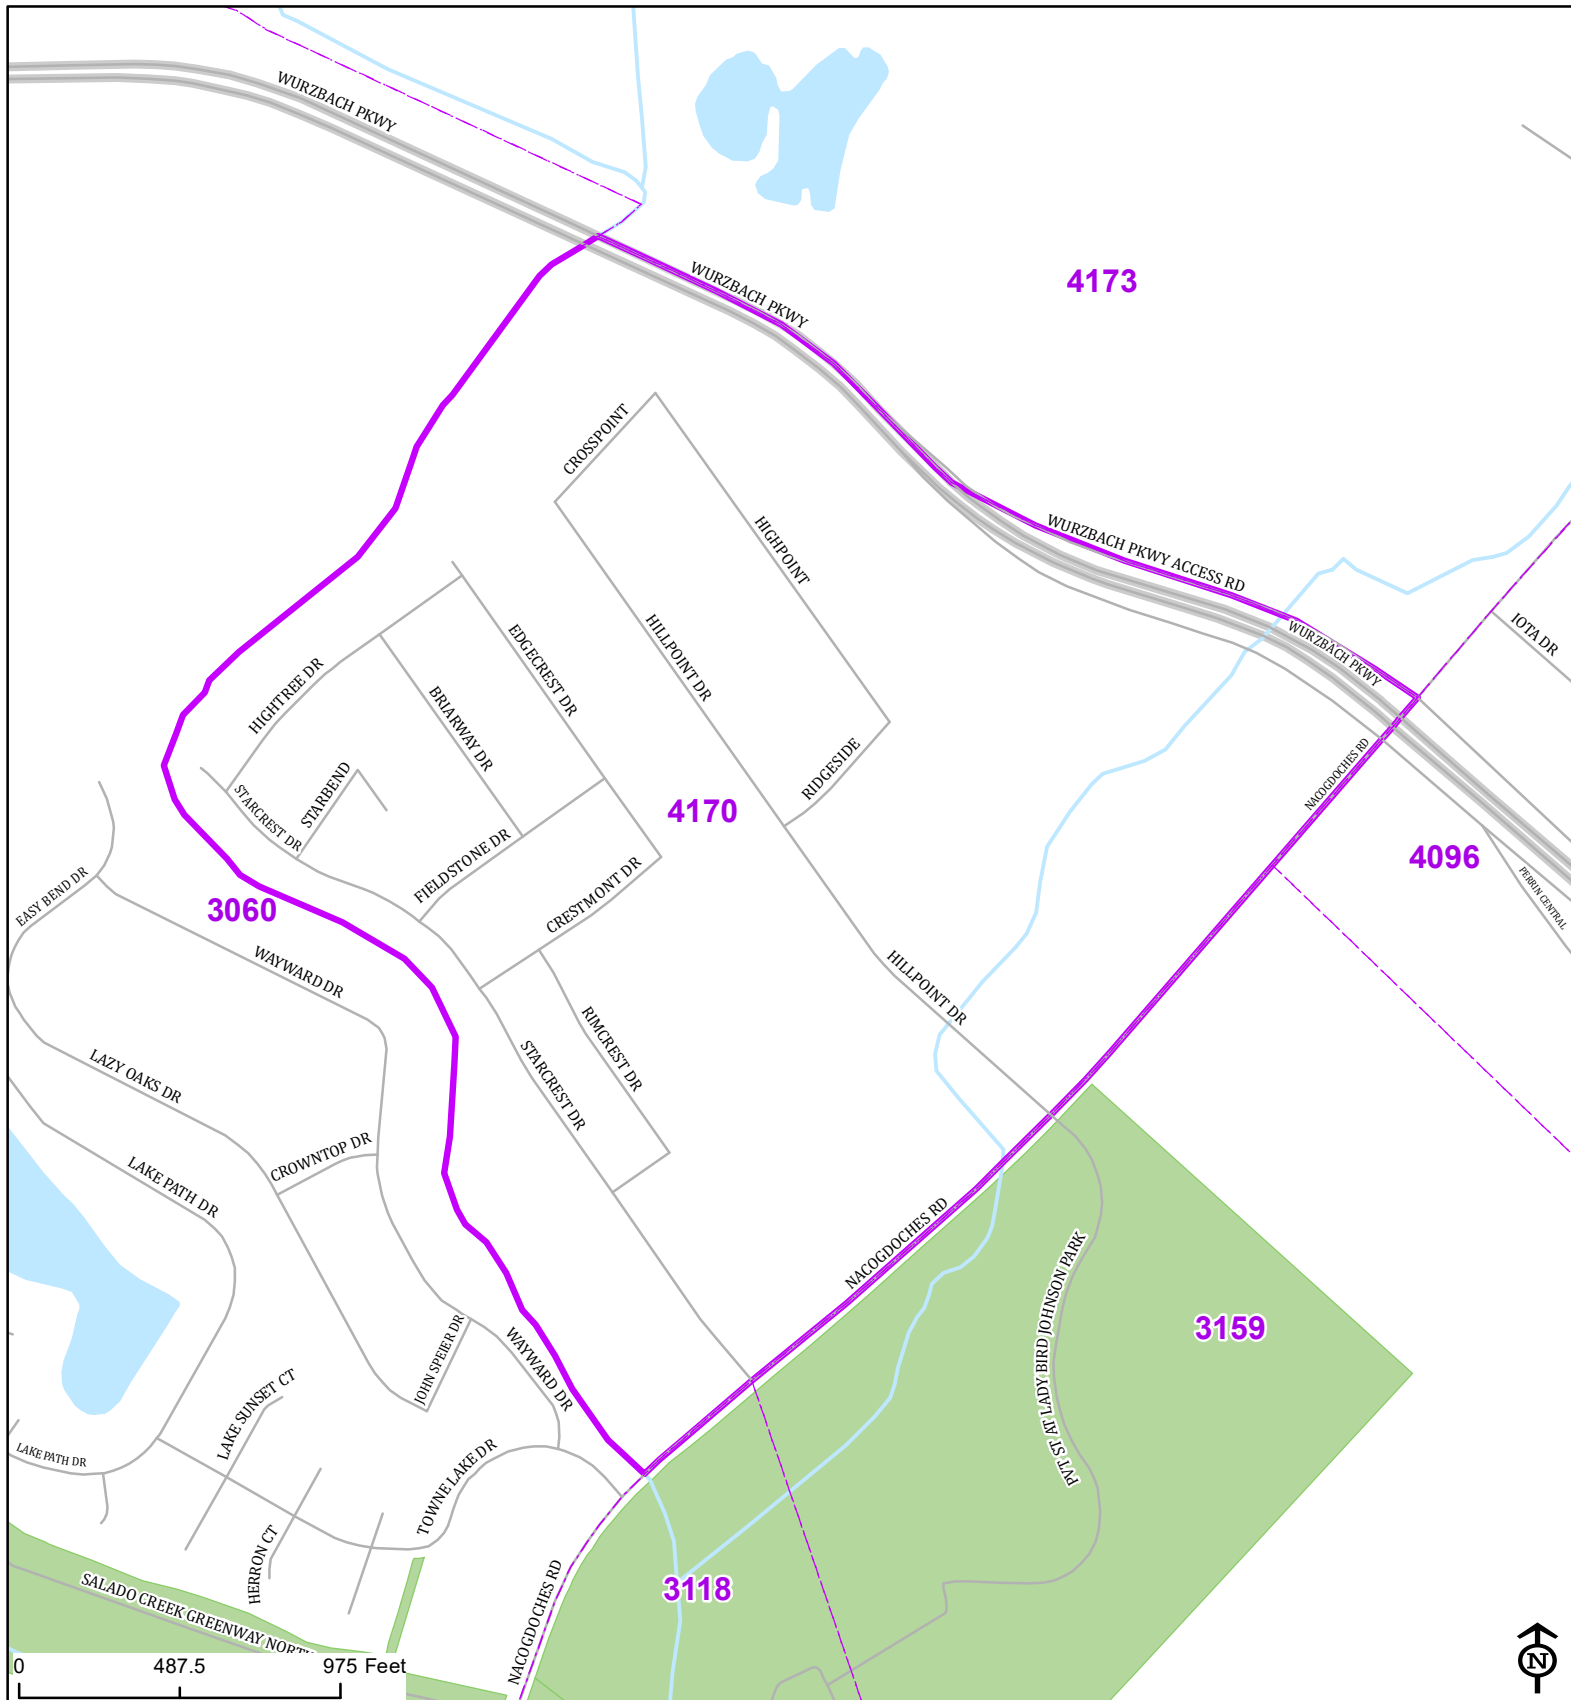 WURZBACH PKWY
4173
WURZBACH PKWY
CROSSPOINT
HIGHPOINT
WURZBACH PKWY ACCESS RD
WURZBACH PKWY
IOTA DR
HILLPOINT DR
EDGECREST DR
HIGHTREE DR
BRIARWAY DR
RIDGESIDE
NACOGDOCHES RD
STARBEND
STARCREST DR
4170
FIELDSTONE DR
4096
PERRIN CENTRAL
EASY BEND DR
3060
CRESTMONT DR
WAYWARD DR
HILLPOINT DR
RIMCREST DR
STARCREST DR
LAZY OAKS DR
CROWNTOP DR
LAKE PATH DR
NACOGDOCHES RD
PVT ST AT LADY BIRD JOHNSON PARK
3159
JOHN SPEIER DR
WAYWARD DR
LAKE SUNSET CT
LAKE PATH DR
TOWNE LAKE DR
HERRON CT
3118
NACOGDOCHES RD
SALADO CREEK GREENWAY NORTH
0 487.5 975 Feet
N